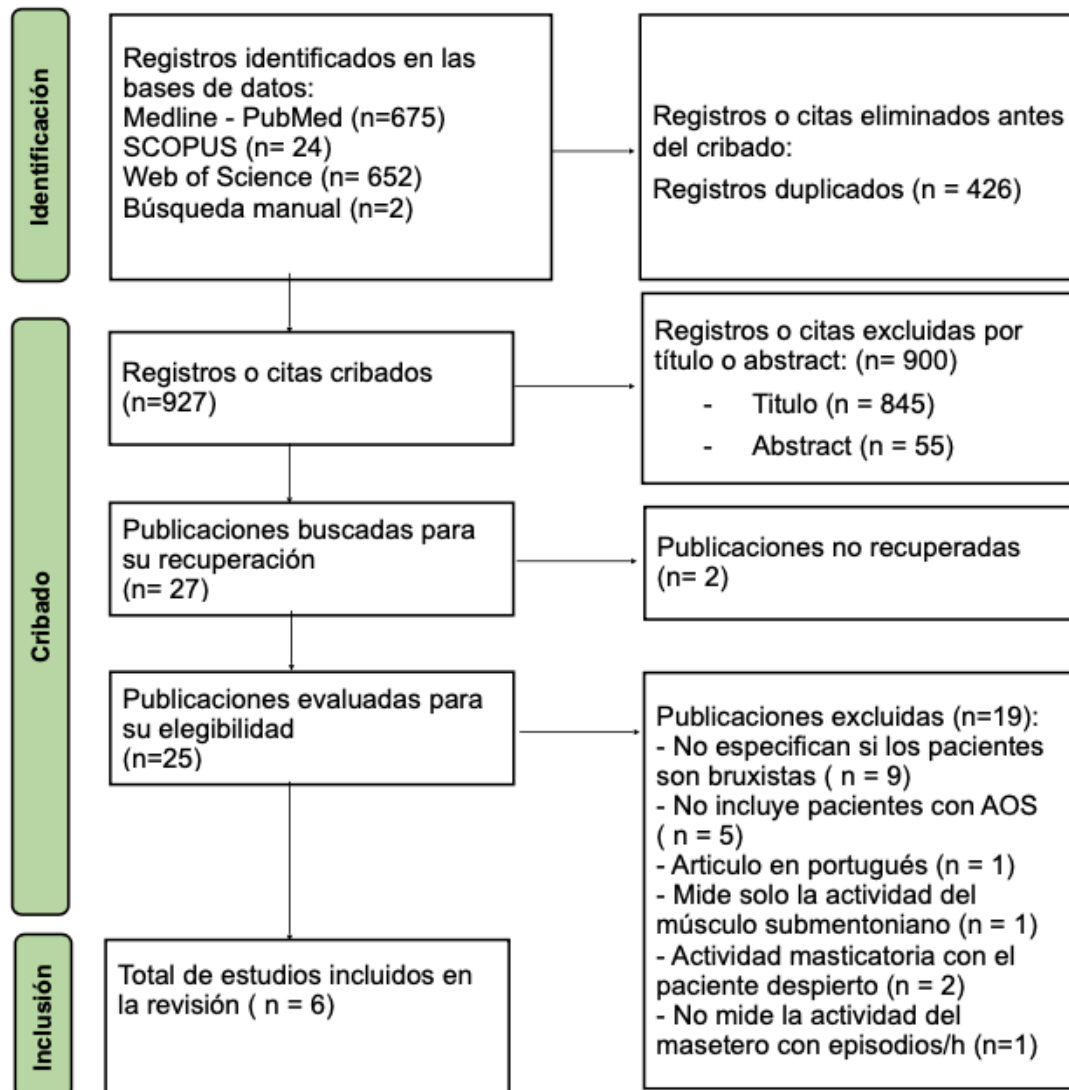 Identificación
Registros identificados en las
bases de datos:
Medline - PubMed (n=675)
SCOPUS (n= 24)
Web of Science (n= 652)
Búsqueda manual (n=2)
Registros o citas eliminados antes
del cribado:
Registros duplicados (n = 426)
Cribado
Registros o citas cribados
(n=927)
Registros o citas excluidas por
título o abstract: (n= 900)
- Titulo (n = 845)
- Abstract (n = 55)
Publicaciones buscadas para
su recuperación
(n= 27)
Publicaciones no recuperadas
(n= 2)
Publicaciones evaluadas para
su elegibilidad
(n=25)
Publicaciones excluidas (n=19):
- No especifican si los pacientes
son bruxistas ( n = 9)
- No incluye pacientes con AOS
( n = 5)
- Articulo en portugués (n = 1)
- Mide solo la actividad del
músculo submentoniano (n = 1)
- Actividad masticatoria con el
paciente despierto (n = 2)
- No mide la actividad del
masetero con episodios/h (n=1)
Inclusión
Total de estudios incluidos en
la revisión ( n = 6)